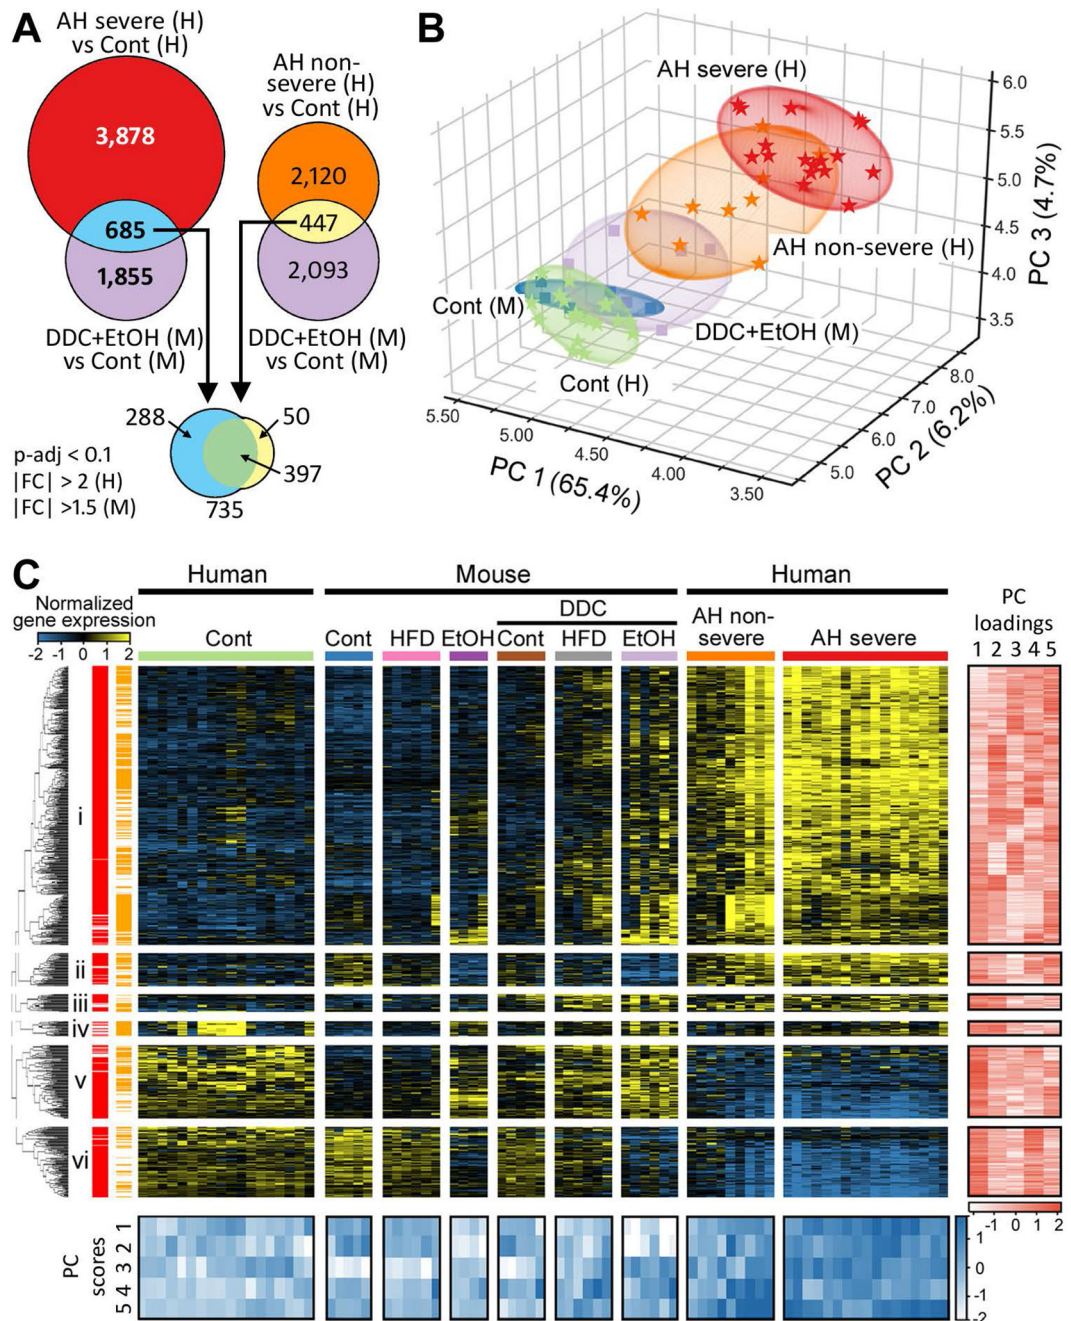 A
AH severe (H)
vs Cont (H)
AH non-
severe (H)
vs Cont (H)
3,878
2,120
685
447
1,855
2,093
DDC+EtOH (M)
vs Cont (M)
DDC+EtOH (M)
vs Cont (M)
288
50
397
735
p-adj < 0.1
|FC| > 2 (H)
|FC| >1.5 (M)
B
AH severe (H)
AH non-severe (H)
Cont (M)
DDC+EtOH (M)
Cont (H)
6.0
5.5
5.0
4.5
4.0
3.5
PC 3 (4.7%)
8.0
7.0
6.0
5.0
PC 2 (6.2%)
5.50
5.00
4.50
4.00
3.50
PC 1 (65.4%)
C
Human
Mouse
Human
Normalized
gene expression
-2 -1 0 1 2
DDC
Cont
Cont
HFD
EtOH
Cont
HFD
EtOH
AH non-
severe
AH severe
PC
loadings
1 2 3 4 5
i
ii
iii
iv
v
vi
PC
scores
1
2
3
4
5
-1 0 1 2
1
0
-1
-2